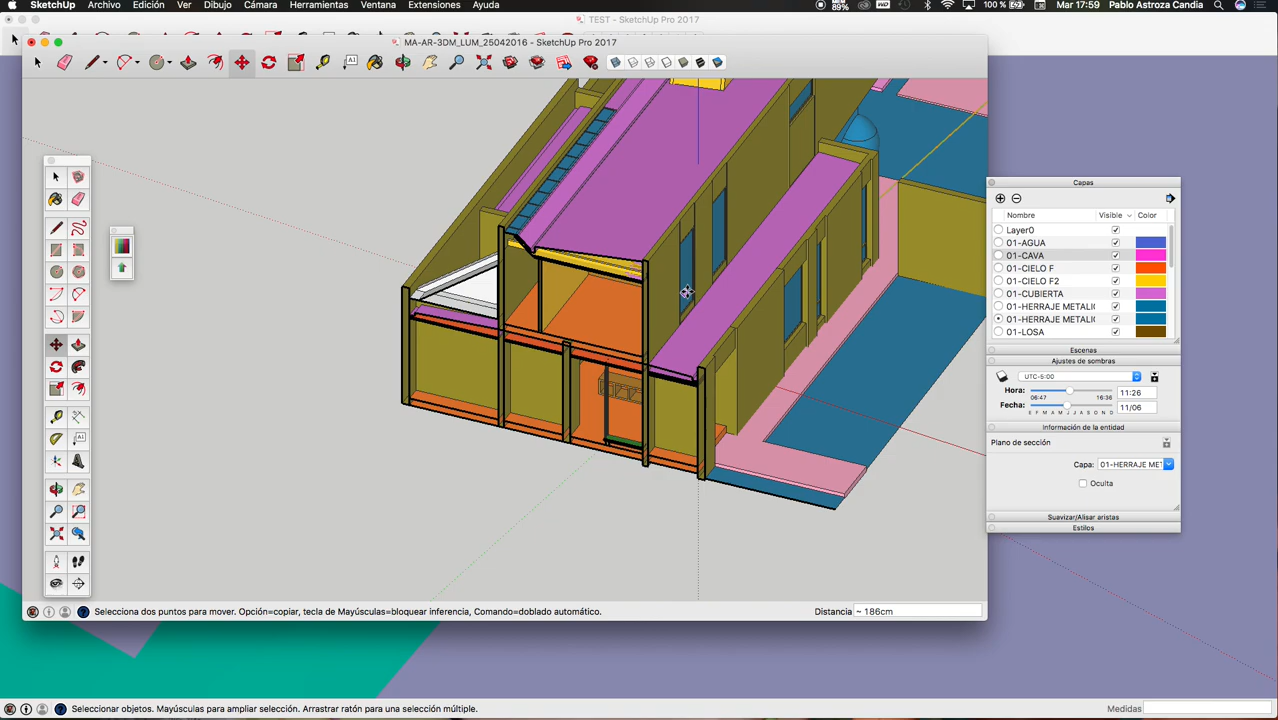 SketchUp Archivo Edición Ver Dibujo Cámara Herramientas Ventana Extensiones Ayuda MEM 89% WD 100 % Mar 17:59 Pablo Astroza Candia
TEST - SketchUp Pro 2017
MA-AR-3DM_LUM_25042016 - SketchUp Pro 2017
Capas
Nombre Visible Color
Layer0
01-AGUA
01-CAVA
01-CIELO F
01-CIELO F2
01-CUBIERTA
01-HERRAJE METALI
01-HERRAJE METALI
01-LOSA
Escenas
Ajustes de sombras
UTC-5:00
Hora: 06:47 16:36 11:26
Fecha: E F M A M J J A S O N D 11/06
Información de la entidad
Plano de sección
Capa: 01-HERRAJE MET
Oculta
Suavizar/Alisar aristas
Estilos
Selecciona dos puntos para mover. Opción=copiar, tecla de Mayúsculas=bloquear inferencia, Comando=doblado automático. Distancia ~ 186cm
Seleccionar objetos. Mayúsculas para ampliar selección. Arrastrar ratón para una selección múltiple. Medidas